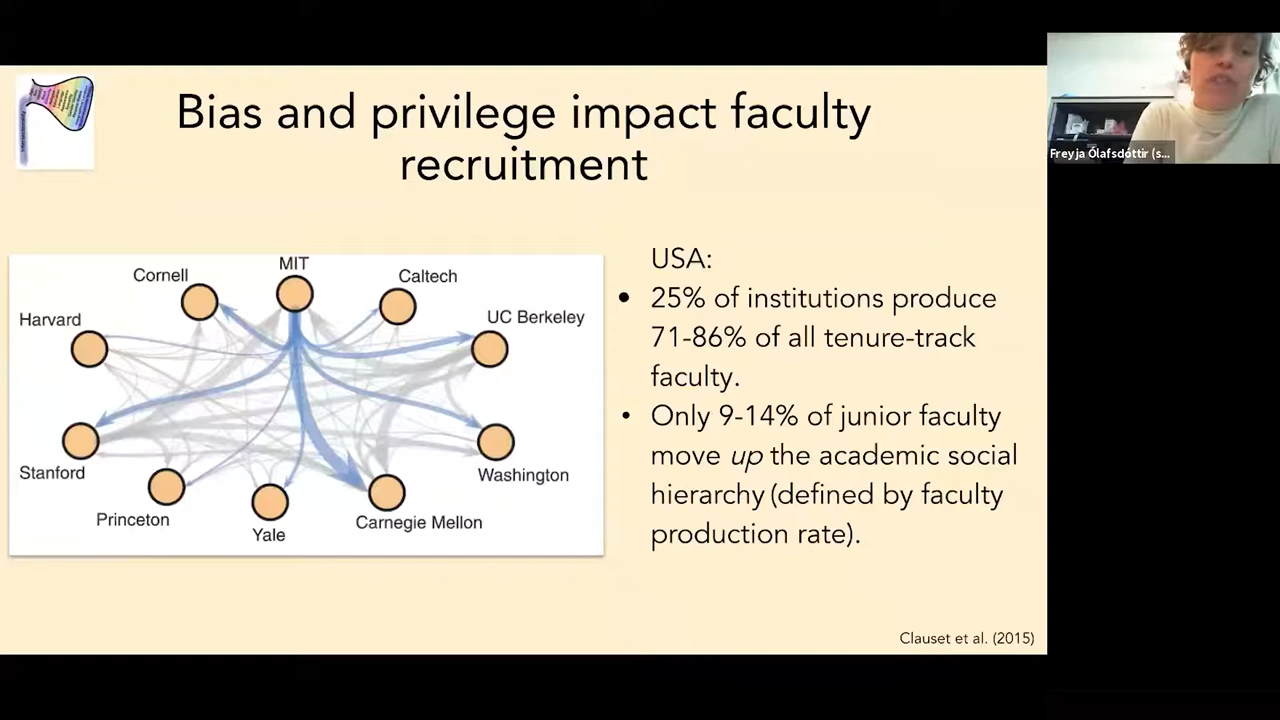 Bias and privilege impact faculty
recruitment
MIT
Cornell
Caltech
Harvard
UC Berkeley
Stanford
Washington
Princeton
Yale
Carnegie Mellon
USA:
• 25% of institutions produce
71-86% of all tenure-track
faculty.
• Only 9-14% of junior faculty
move up the academic social
hierarchy (defined by faculty
production rate).
Clauset et al. (2015)
Freyja Ólafsdóttir (s...